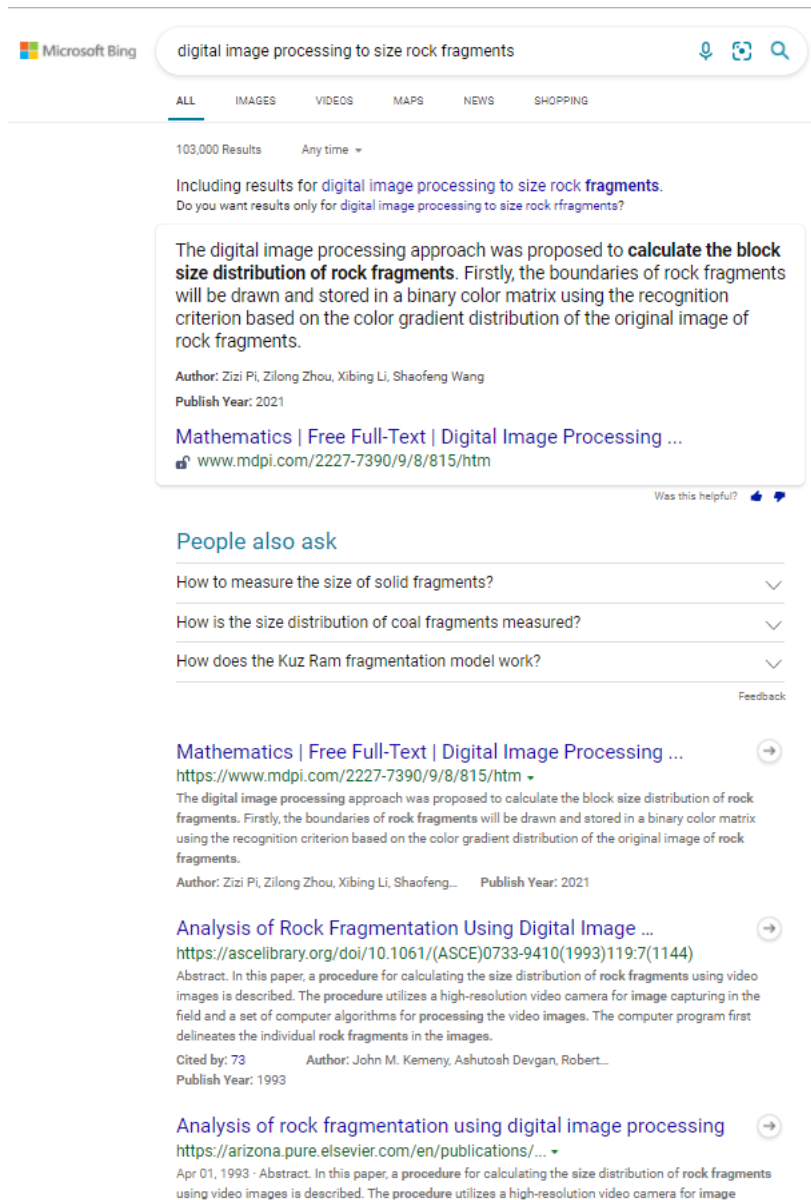 Microsoft Bing
digital image processing to size rock fragments
ALL IMAGES VIDEOS MAPS NEWS SHOPPING
103,000 Results Any time
Including results for digital image processing to size rock fragments.
Do you want results only for digital image processing to size rock rfragments?
The digital image processing approach was proposed to calculate the block
size distribution of rock fragments. Firstly, the boundaries of rock fragments
will be drawn and stored in a binary color matrix using the recognition
criterion based on the color gradient distribution of the original image of
rock fragments.
Author: Zizi Pi, Zilong Zhou, Xibing Li, Shaofeng Wang
Publish Year: 2021
Mathematics | Free Full-Text | Digital Image Processing ...
www.mdpi.com/2227-7390/9/8/815/htm
Was this helpful?
People also ask
How to measure the size of solid fragments?
How is the size distribution of coal fragments measured?
How does the Kuz Ram fragmentation model work?
Feedback
Mathematics | Free Full-Text | Digital Image Processing ...
https://www.mdpi.com/2227-7390/9/8/815/htm
The digital image processing approach was proposed to calculate the block size distribution of rock
fragments. Firstly, the boundaries of rock fragments will be drawn and stored in a binary color matrix
using the recognition criterion based on the color gradient distribution of the original image of rock
fragments.
Author: Zizi Pi, Zilong Zhou, Xibing Li, Shaofeng... Publish Year: 2021
Analysis of Rock Fragmentation Using Digital Image ...
https://ascelibrary.org/doi/10.1061/(ASCE)0733-9410(1993)119:7(1144)
Abstract. In this paper, a procedure for calculating the size distribution of rock fragments using video
images is described. The procedure utilizes a high-resolution video camera for image capturing in the
field and a set of computer algorithms for processing the video images. The computer program first
delineates the individual rock fragments in the images.
Cited by: 73 Author: John M. Kemeny, Ashutosh Devgan, Robert...
Publish Year: 1993
Analysis of rock fragmentation using digital image processing
https://arizona.pure.elsevier.com/en/publications/...
Apr 01, 1993 · Abstract. In this paper, a procedure for calculating the size distribution of rock fragments
using video images is described. The procedure utilizes a high-resolution video camera for image